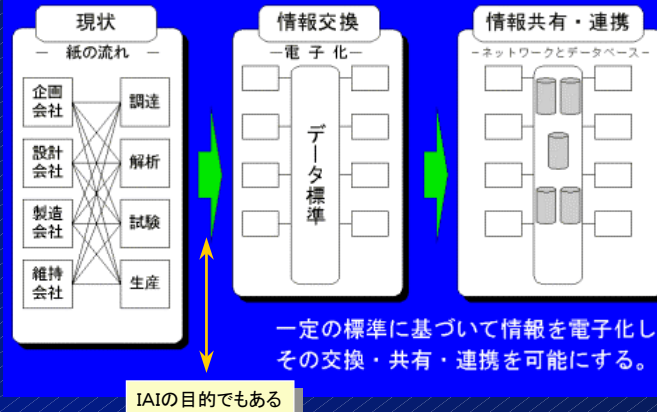 現状
― 紙の流れ ―
企画
会社
設計
会社
製造
会社
維持
会社
調達
解析
試験
生産
情報交換
―電 子 化―
データ標準
情報共有・連携
－ネットワークとデータベース－
一定の標準に基づいて情報を電子化し
その交換・共有・連携を可能にする。
IAIの目的でもある